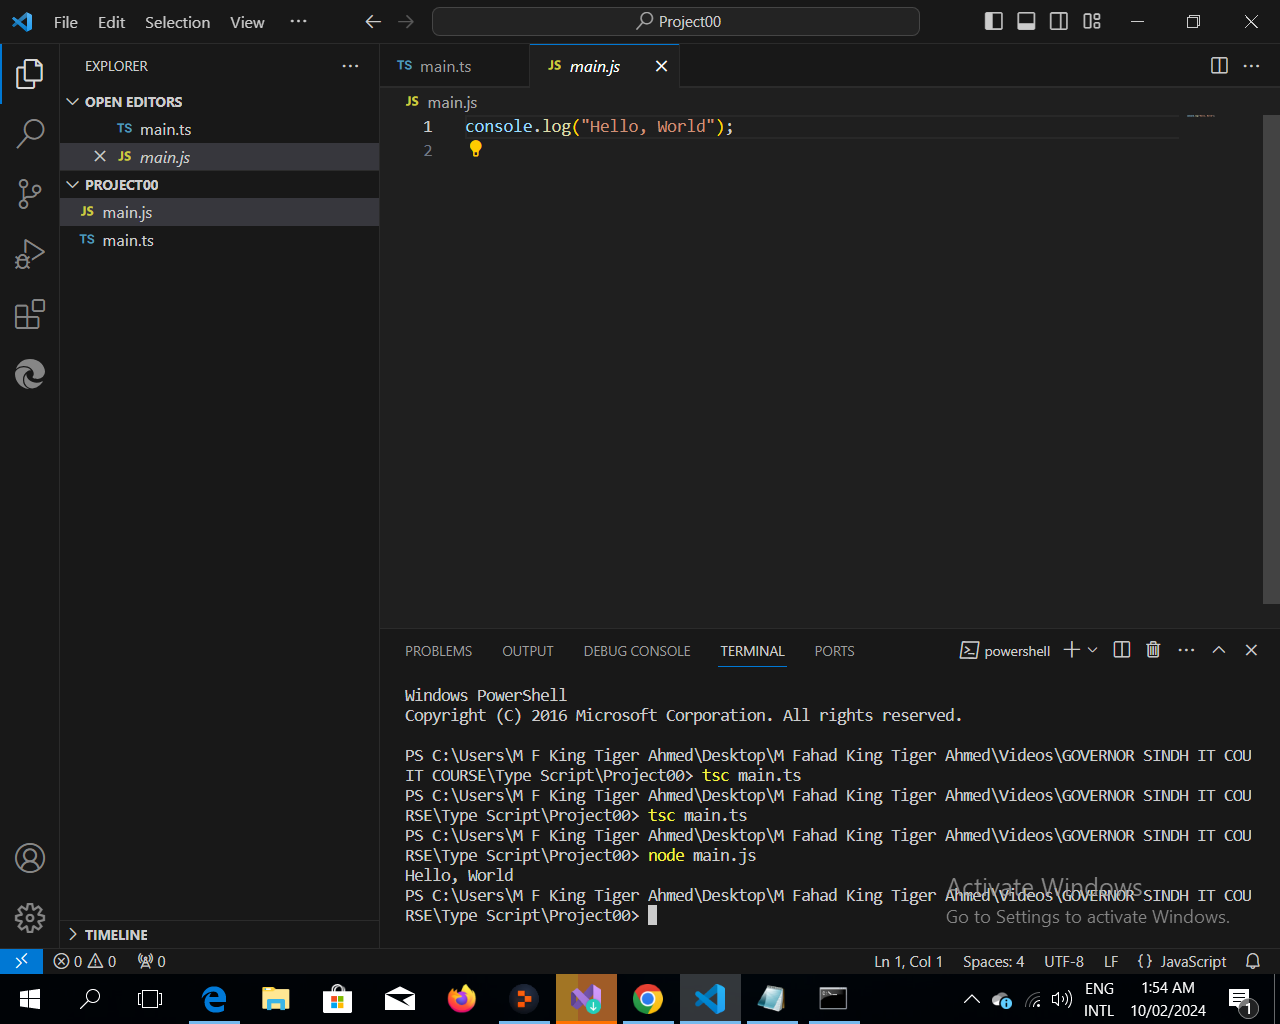 File Edit Selection View ··· Project00
EXPLORER ···
OPEN EDITORS
TS main.ts
JS main.js
PROJECT00
JS main.js
TS main.ts
TIMELINE
TS main.ts JS main.js
JS main.js
1 console.log("Hello, World");
2
PROBLEMS OUTPUT DEBUG CONSOLE TERMINAL PORTS powershell
Windows PowerShell
Copyright (C) 2016 Microsoft Corporation. All rights reserved.
PS C:\Users\M F King Tiger Ahmed\Desktop\M Fahad King Tiger Ahmed\Videos\GOVERNOR SINDH IT COU
IT COURSE\Type Script\Project00> tsc main.ts
PS C:\Users\M F King Tiger Ahmed\Desktop\M Fahad King Tiger Ahmed\Videos\GOVERNOR SINDH IT COU
RSE\Type Script\Project00> tsc main.ts
PS C:\Users\M F King Tiger Ahmed\Desktop\M Fahad King Tiger Ahmed\Videos\GOVERNOR SINDH IT COU
RSE\Type Script\Project00> node main.js
Hello, World
PS C:\Users\M F King Tiger Ahmed\Desktop\M Fahad King Tiger Ahmed\Videos\GOVERNOR SINDH IT COU
RSE\Type Script\Project00>
Activate Windows
Go to Settings to activate Windows.
0 0 0 Ln 1, Col 1 Spaces: 4 UTF-8 LF {} JavaScript
ENG 1:54 AM
INTL 10/02/2024 1